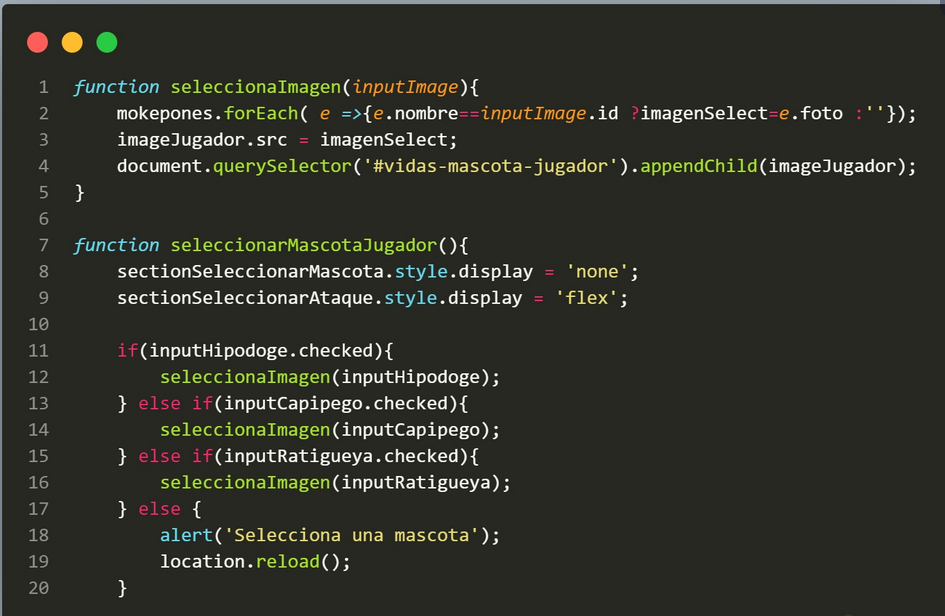 1 function seleccionaImagen(inputImage){
2     mokepones.forEach( e =>{e.nombre==inputImage.id ?imagenSelect=e.foto :''});
3     imageJugador.src = imagenSelect;
4     document.querySelector('#vidas-mascota-jugador').appendChild(imageJugador);
5 }
6
7 function seleccionarMascotaJugador(){
8     sectionSeleccionarMascota.style.display = 'none';
9     sectionSeleccionarAtaque.style.display = 'flex';
10
11     if(inputHipodoge.checked){
12         seleccionaImagen(inputHipodoge);
13     } else if(inputCapipego.checked){
14         seleccionaImagen(inputCapipego);
15     } else if(inputRatigueya.checked){
16         seleccionaImagen(inputRatigueya);
17     } else {
18         alert('Selecciona una mascota');
19         location.reload();
20     }